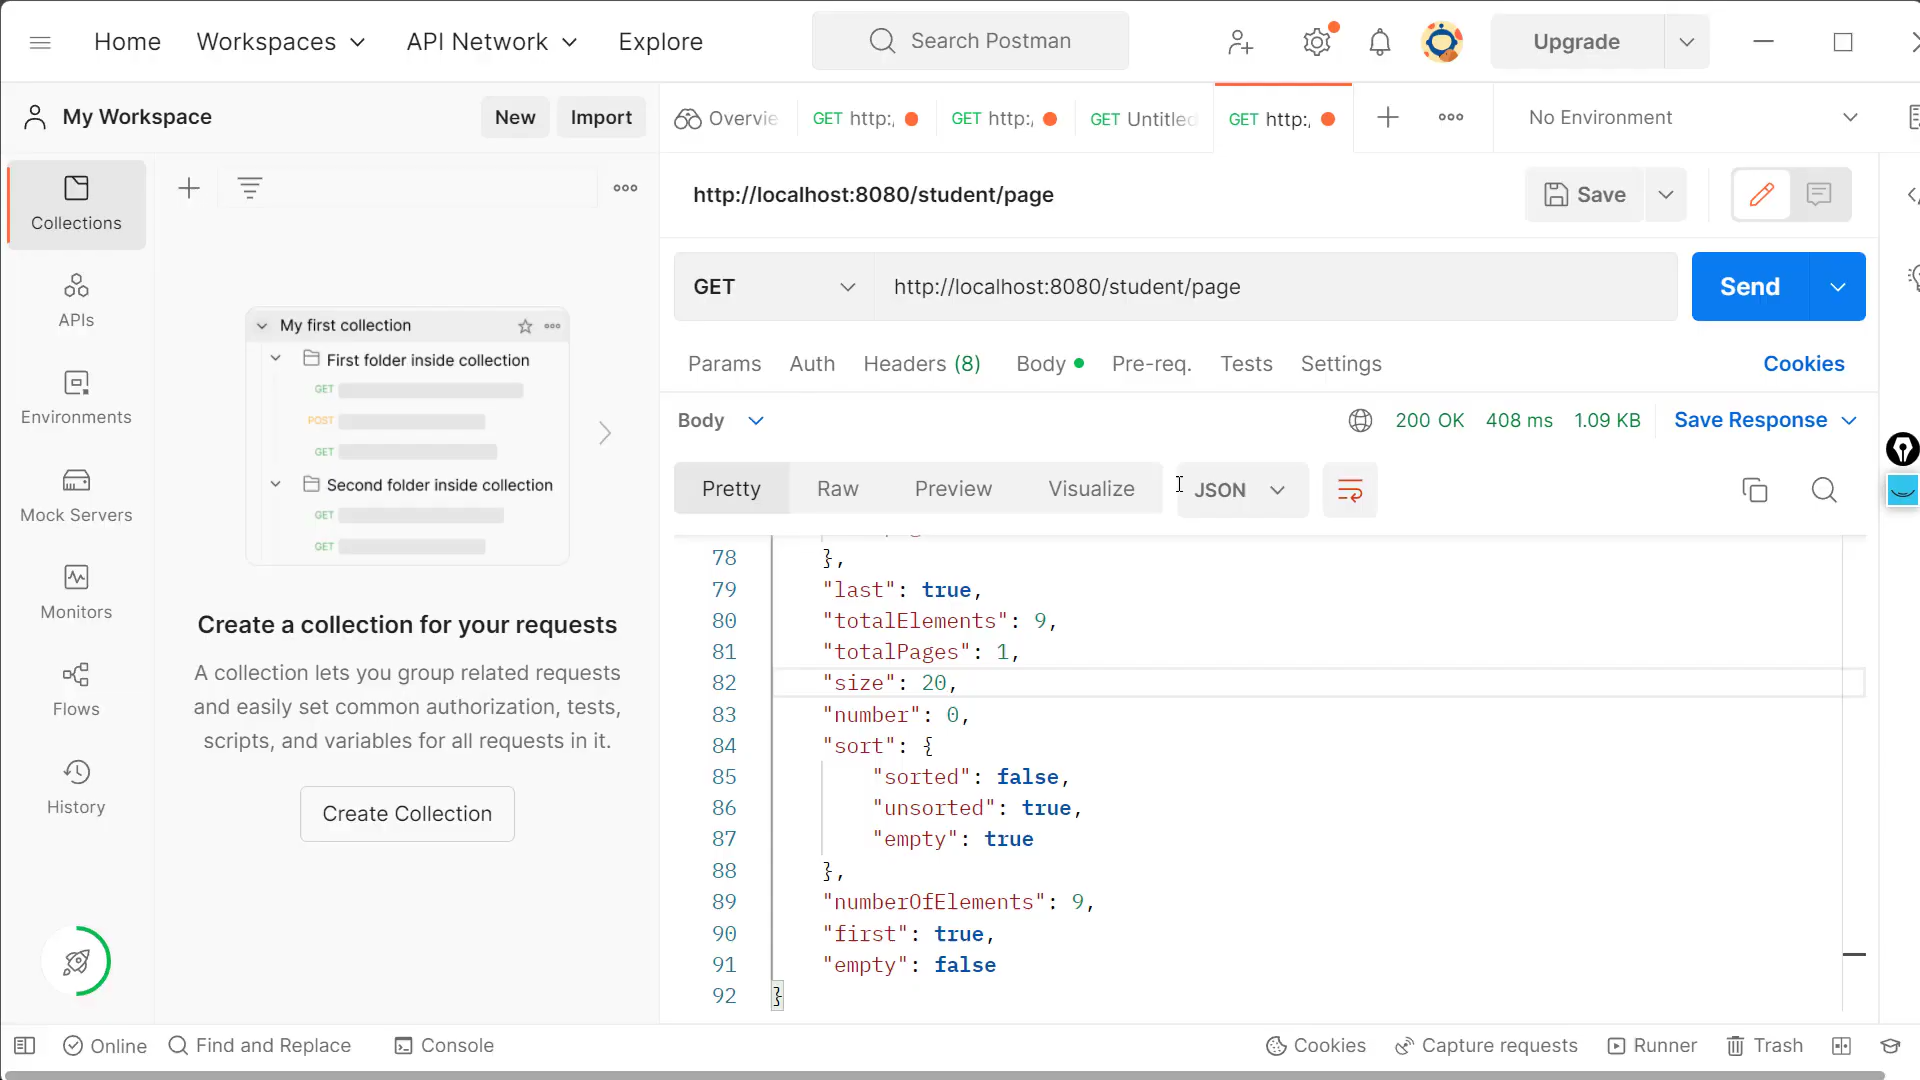 Home
Workspaces
API Network
Explore
Search Postman
Upgrade
My Workspace
New
Import
GET http:,
GET http:,
GET
GET http:,
No Environment
Collections
http://localhost:8080/student/page
Save
APIs
My first collection
First folder inside collection
GET
POST
GET
Second folder inside collection
GET
GET
GET
http://localhost:8080/student/page
Send
Params
Auth
Headers (8)
Body
Pre-req.
Tests
Settings
Cookies
Environments
Body
200 OK
408 ms
1.09 KB
Save Response
Mock Servers
Pretty
Raw
Preview
Visualize
JSON
78 },
79 "last": true,
80 "totalElements": 9,
81 "totalPages": 1,
82 "size": 20,
83 "number": 0,
84 "sort": {
85 "sorted": false,
86 "unsorted": true,
87 "empty": true
88 },
89 "numberOfElements": 9,
90 "first": true,
91 "empty": false
92 }
Monitors
Create a collection for your requests
A collection lets you group related requests
and easily set common authorization, tests,
scripts, and variables for all requests in it.
Flows
History
Create Collection
Online
Find and Replace
Console
Cookies
Capture requests
Runner
Trash